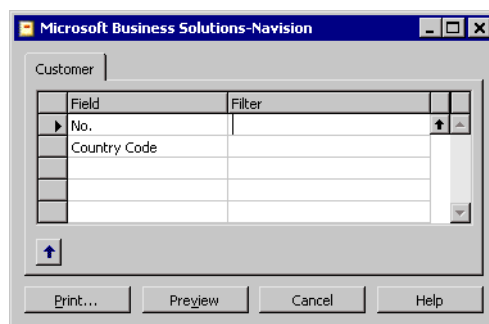 Microsoft Business Solutions-Navision
Customer
Field Filter
No.
Country Code
Print... Preview Cancel Help